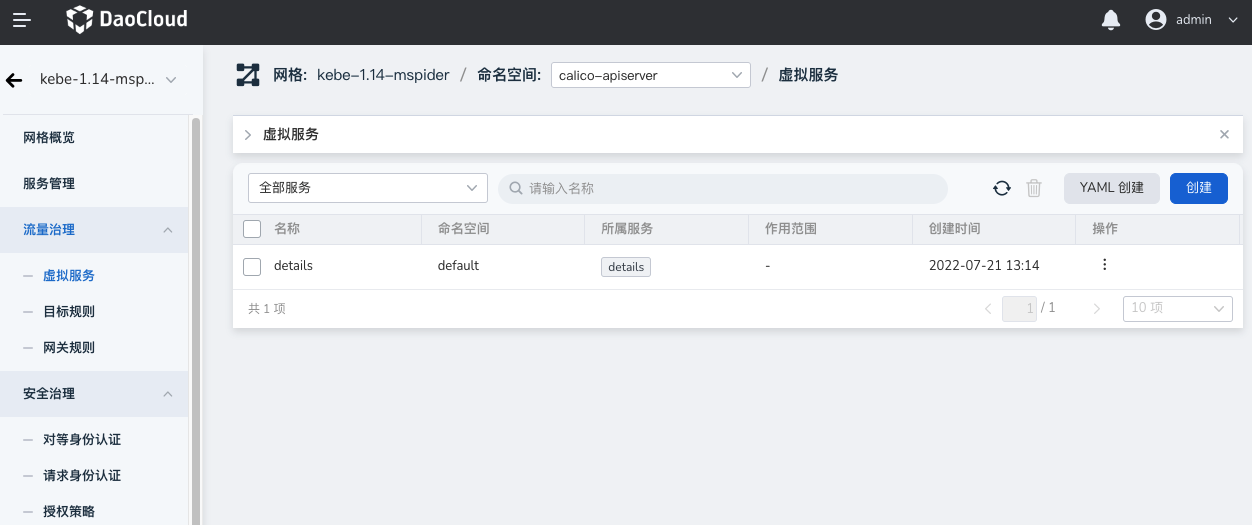 DaoCloud
admin
kebe-1.14-msp...
网格: kebe-1.14-mspider / 命名空间: calico-apiserver / 虚拟服务
网格概览
服务管理
流量治理
虚拟服务
目标规则
网关规则
安全治理
对等身份认证
请求身份认证
授权策略
虚拟服务
全部服务
请输入名称
YAML 创建
创建
名称 命名空间 所属服务 作用范围 创建时间 操作
details default details - 2022-07-21 13:14
共 1 项
1 / 1
10 项